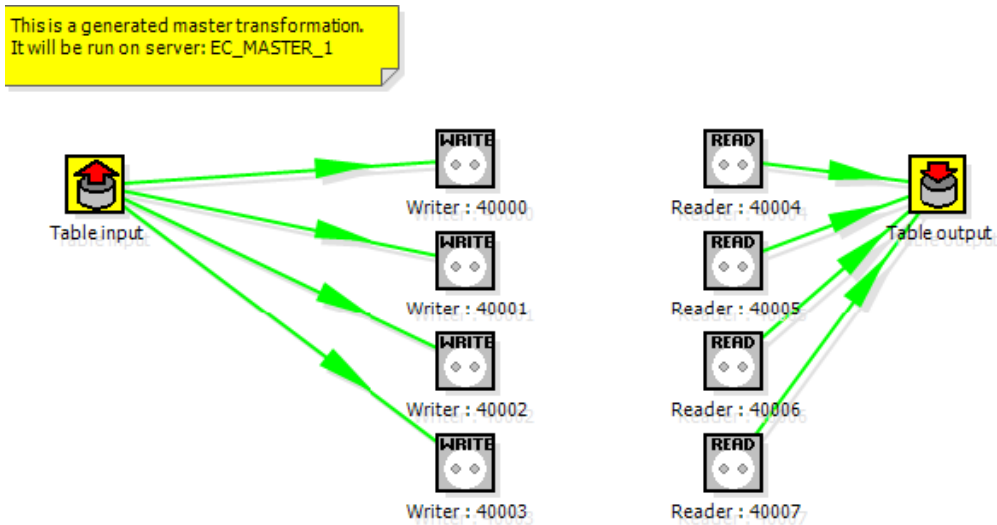 This is a generated master transformation.
It will be run on server: EC_MASTER_1
WRITE
READ
Writer : 40000
Reader : 40004
Table input
Table output
WRITE
READ
Writer : 40001
Reader : 40005
WRITE
READ
Writer : 40002
Reader : 40006
WRITE
READ
Writer : 40003
Reader : 40007